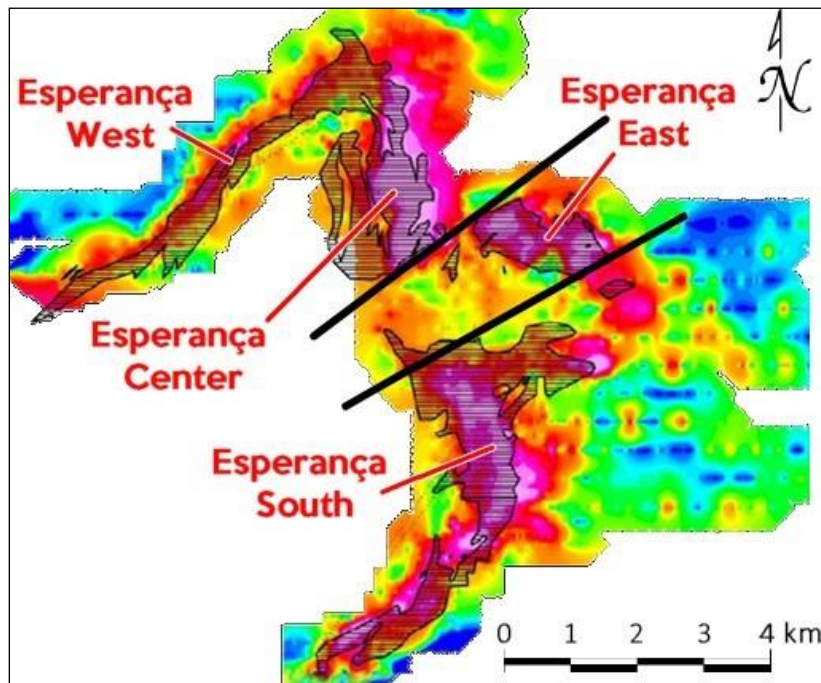 Esperança
West
Esperança
East
N
Esperança
Center
Esperança
South
0 1 2 3 4 km